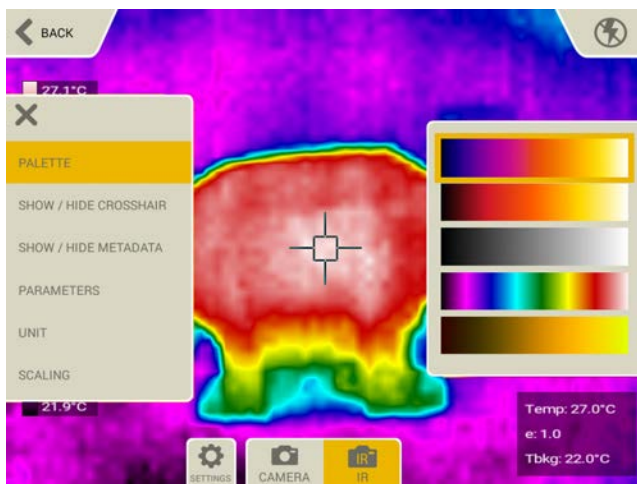 BACK
27.1°C
PALETTE
SHOW / HIDE CROSSHAIR
SHOW / HIDE METADATA
PARAMETERS
UNIT
SCALING
21.9°C
Temp: 27.0°C
e: 1.0
Tbkg: 22.0°C
SETTINGS
CAMERA
IR
IR